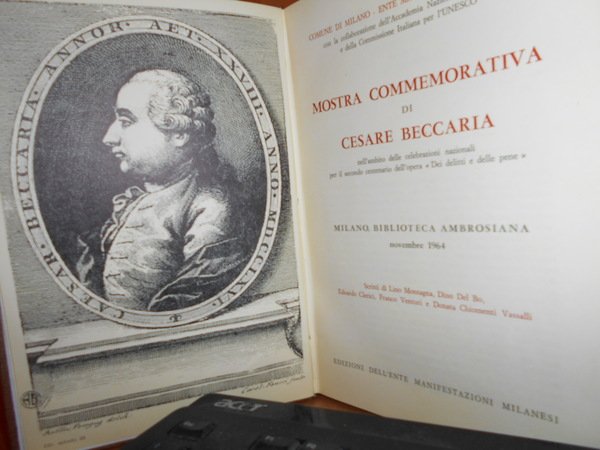 CAESAR · BECCARIA · ANNOR · AET · XXVIII · ANNO · MDCCLXVI ·
COMUNE DI MILANO - ENTE
con la collaborazione dell'Accademia
e della Commissione Italiana per l'UNESCO
MOSTRA COMMEMORATIVA
DI
CESARE BECCARIA
nell'ambito delle celebrazioni nazionali
per il secondo centenario dell'opera « Dei delitti e delle pene »
MILANO, BIBLIOTECA AMBROSIANA
novembre 1964
Scritti di Lino Montagna, Dino Del Bo,
Edoardo Clerici, Franco Venturi e Donata Chiomenti Vassalli
EDIZIONI DELL'ENTE MANIFESTAZIONI MILANESI
acer